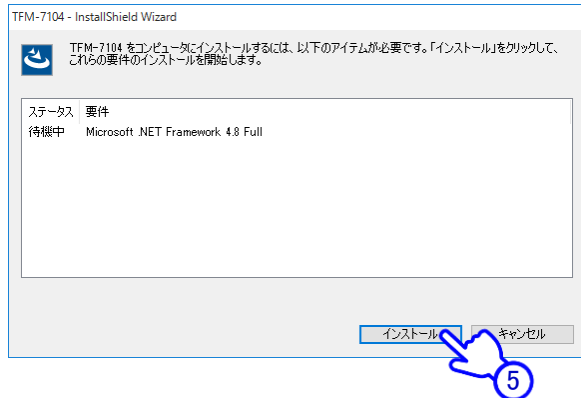 TFM-7104 - InstallShield Wizard
TFM-7104 をコンピュータにインストールするには、以下のアイテムが必要です。「インストール」をクリックして、
これらの要件のインストールを開始します。
ステータス 要件
待機中 Microsoft .NET Framework 4.8 Full
インストール キャンセル
5